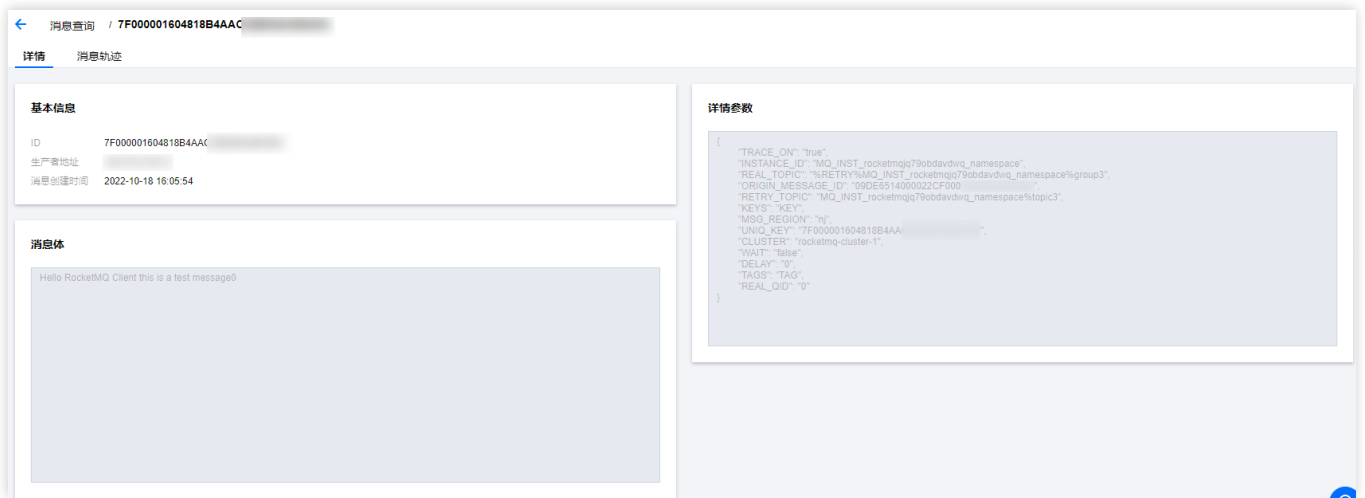 消息查询 / 7F000001604818B4AAC
详情 消息轨迹
基本信息
ID 7F000001604818B4AAC
生产者地址
消息创建时间 2022-10-18 16:05:54
消息体
Hello RocketMQ Client this is a test message0
详情参数
{
"TRACE_ON": "true",
"INSTANCE_ID": "MQ_INST_rocketmqjq79obdavdwq_namespace",
"REAL_TOPIC": "%RETRY%MQ_INST_rocketmqjq79obdavdwq_namespace%group3",
"ORIGIN_MESSAGE_ID": "09DE6514000022CF000 ",
"RETRY_TOPIC": "MQ_INST_rocketmqjq79obdavdwq_namespace%topic3",
"KEYS": "KEY",
"MSG_REGION": "nj",
"UNIQ_KEY": "7F000001604818B4AA ",
"CLUSTER": "rocketmq-cluster-1",
"WAIT": "false",
"DELAY": "0",
"TAGS": "TAG",
"REAL_QID": "0"
}